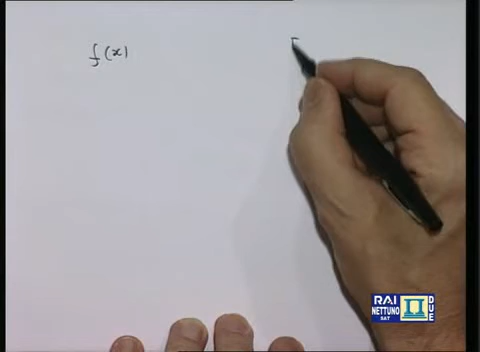 f(x)
RAI
NETTUNO
SAT
DUE